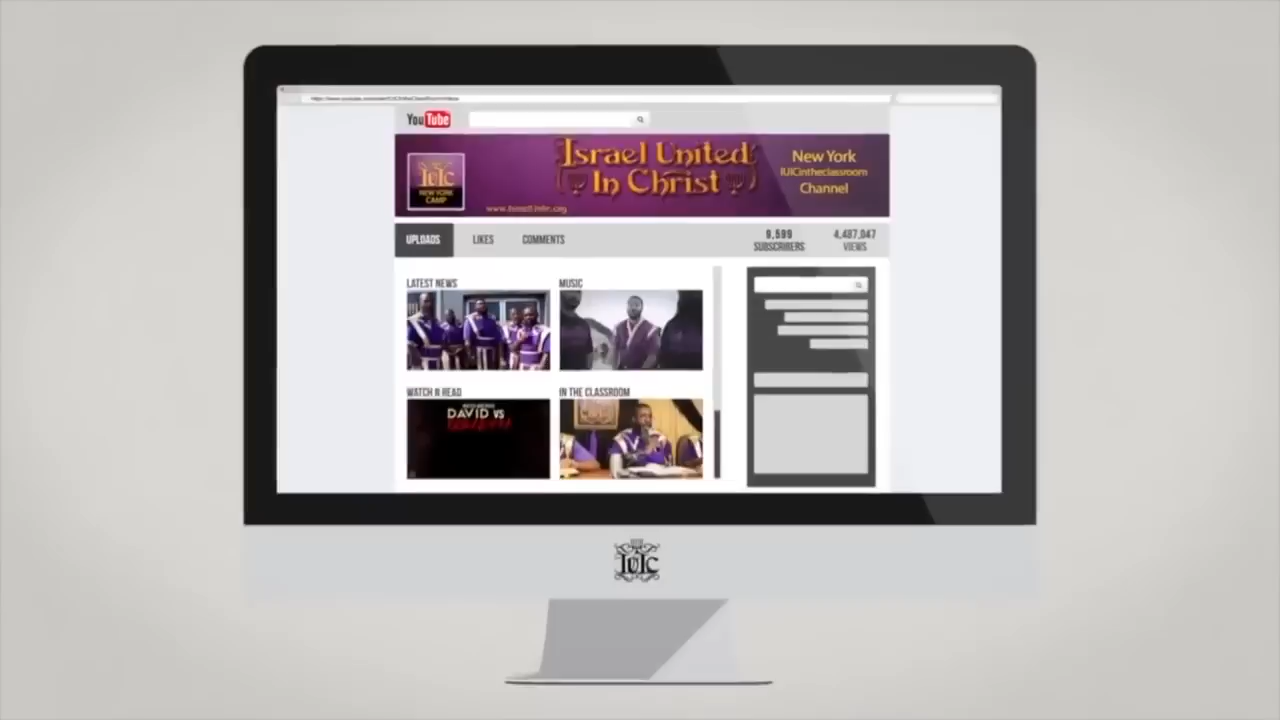 YouTube
Israel United
In Christ
New York
IUICintheclassroom
Channel
IUIC
NEW YORK
CAMP
UPLOADS
LIKES
COMMENTS
9,599
SUBSCRIBERS
4,487,047
VIEWS
LATEST NEWS
MUSIC
WATCH N READ
IN THE CLASSROOM
DAVID VS
IUIC